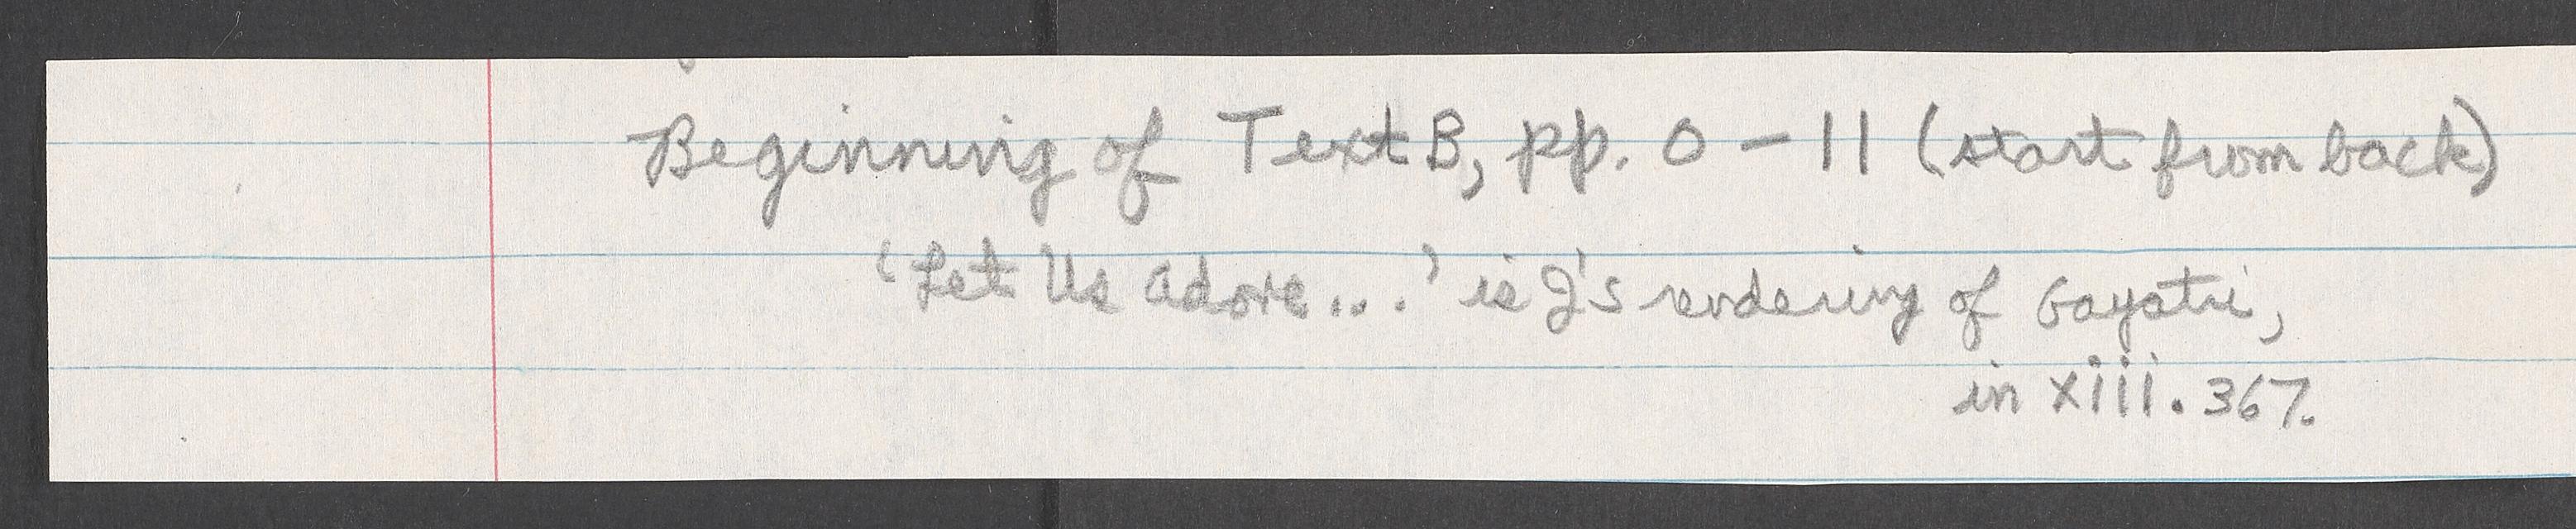 Beginning of Text B, pp. 0 – 11 (start from back)
'Let Us adore....' is J's rendering of Gayatri,
in xiii. 367.